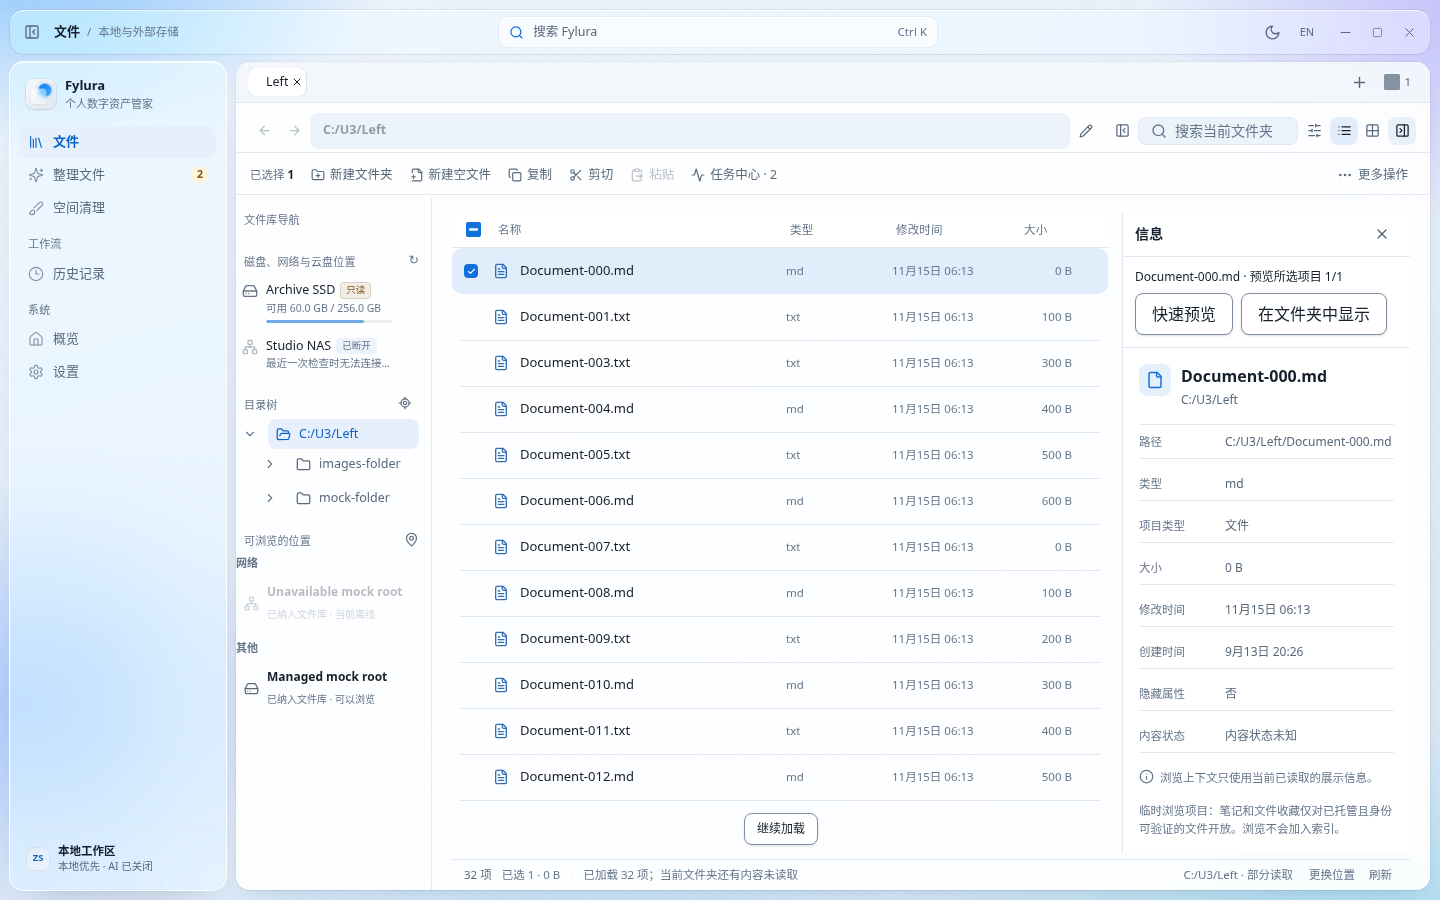 文件 / 本地与外部存储
搜索 Fylura
Ctrl K
EN
Fylura
个人数字资产管家
文件
整理文件
2
空间清理
工作流
历史记录
系统
概览
设置
ZS
本地工作区
本地优先 · AI 已关闭
Left
1
C:/U3/Left
搜索当前文件夹
已选择 1
新建文件夹
新建空文件
复制
剪切
粘贴
任务中心 · 2
更多操作
文件库导航
磁盘、网络与云盘位置
Archive SSD 只读
可用 60.0 GB / 256.0 GB
Studio NAS 已断开
最近一次检查时无法连接...
目录树
C:/U3/Left
images-folder
mock-folder
可浏览的位置
网络
Unavailable mock root
已纳入文件库 · 当前离线
其他
Managed mock root
已纳入文件库 · 可以浏览
名称 类型 修改时间 大小
Document-000.md md 11月15日 06:13 0 B
Document-001.txt txt 11月15日 06:13 100 B
Document-003.txt txt 11月15日 06:13 300 B
Document-004.md md 11月15日 06:13 400 B
Document-005.txt txt 11月15日 06:13 500 B
Document-006.md md 11月15日 06:13 600 B
Document-007.txt txt 11月15日 06:13 0 B
Document-008.md md 11月15日 06:13 100 B
Document-009.txt txt 11月15日 06:13 200 B
Document-010.md md 11月15日 06:13 300 B
Document-011.txt txt 11月15日 06:13 400 B
Document-012.md md 11月15日 06:13 500 B
继续加载
32 项 已选 1 · 0 B · 已加载 32 项；当前文件夹还有内容未读取
C:/U3/Left · 部分读取 更换位置 刷新
信息
Document-000.md · 预览所选项目 1/1
快速预览
在文件夹中显示
Document-000.md
C:/U3/Left
路径 C:/U3/Left/Document-000.md
类型 md
项目类型 文件
大小 0 B
修改时间 11月15日 06:13
创建时间 9月13日 20:26
隐藏属性 否
内容状态 内容状态未知
浏览上下文只使用当前已读取的展示信息。
临时浏览项目：笔记和文件收藏仅对已托管且身份
可验证的文件开放。浏览不会加入索引。